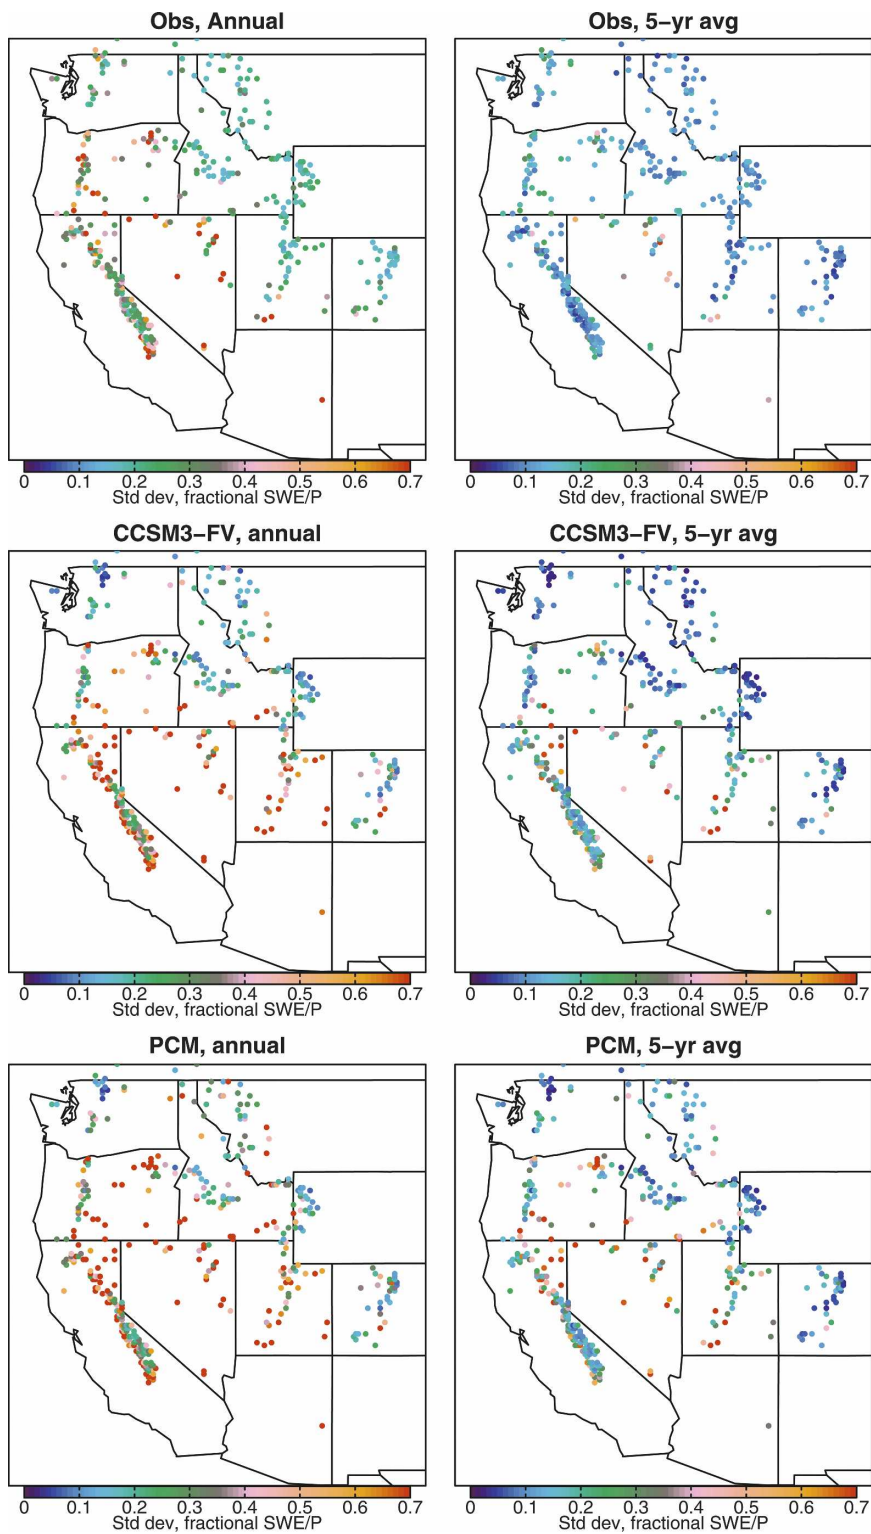 Obs, Annual
Obs, 5-yr avg
0 0.1 0.2 0.3 0.4 0.5 0.6 0.7
Std dev, fractional SWE/P
0 0.1 0.2 0.3 0.4 0.5 0.6 0.7
Std dev, fractional SWE/P
CCSM3-FV, annual
CCSM3-FV, 5-yr avg
0 0.1 0.2 0.3 0.4 0.5 0.6 0.7
Std dev, fractional SWE/P
0 0.1 0.2 0.3 0.4 0.5 0.6 0.7
Std dev, fractional SWE/P
PCM, annual
PCM, 5-yr avg
0 0.1 0.2 0.3 0.4 0.5 0.6 0.7
Std dev, fractional SWE/P
0 0.1 0.2 0.3 0.4 0.5 0.6 0.7
Std dev, fractional SWE/P